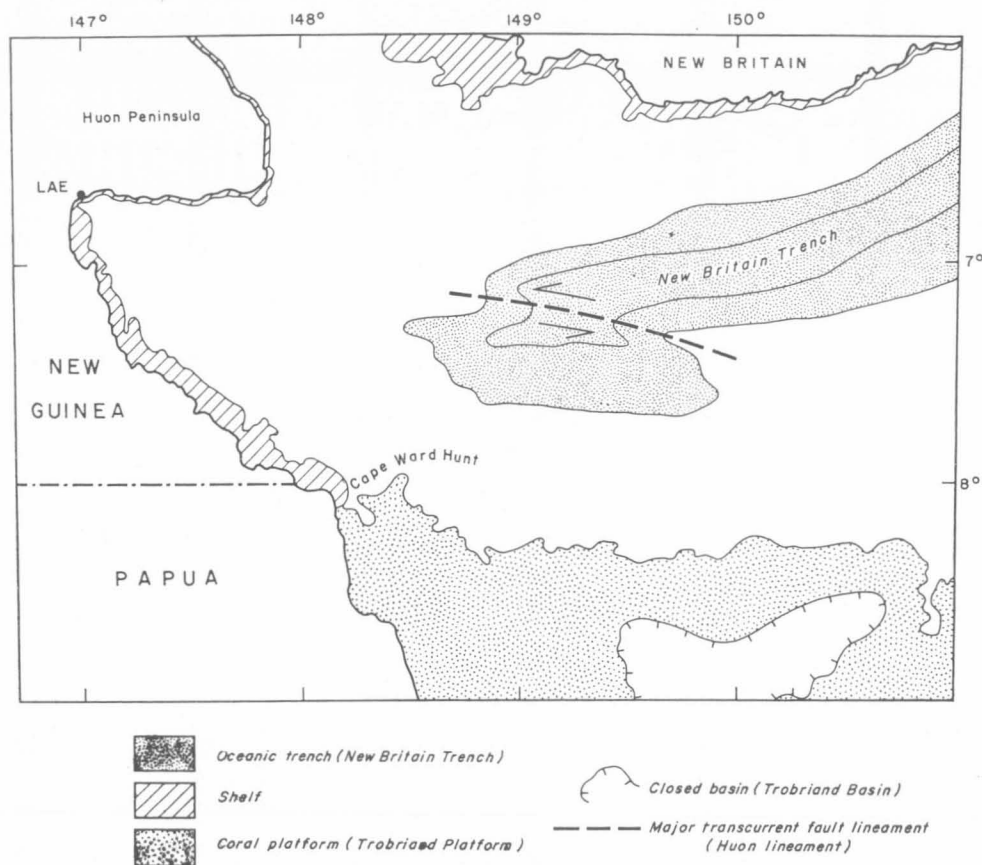 147° 148° 149° 150°
NEW BRITAIN
Huon Peninsula
LAE
New Britain Trench
7°
NEW
GUINEA
Cape Ward Hunt
8°
PAPUA
Oceanic trench (New Britain Trench)
Shelf
Coral platform (Trobriand Platform)
Closed basin (Trobriand Basin)
Major transcurrent fault lineament
(Huon lineament)